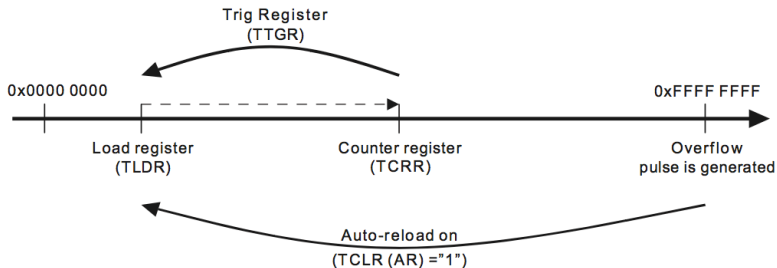 Trig Register
(TTGR)
0x0000 0000
0xFFFF FFFF
Load register
(TLDR)
Counter register
(TCRR)
Overflow
pulse is generated
Auto-reload on
(TCLR (AR) ="1")